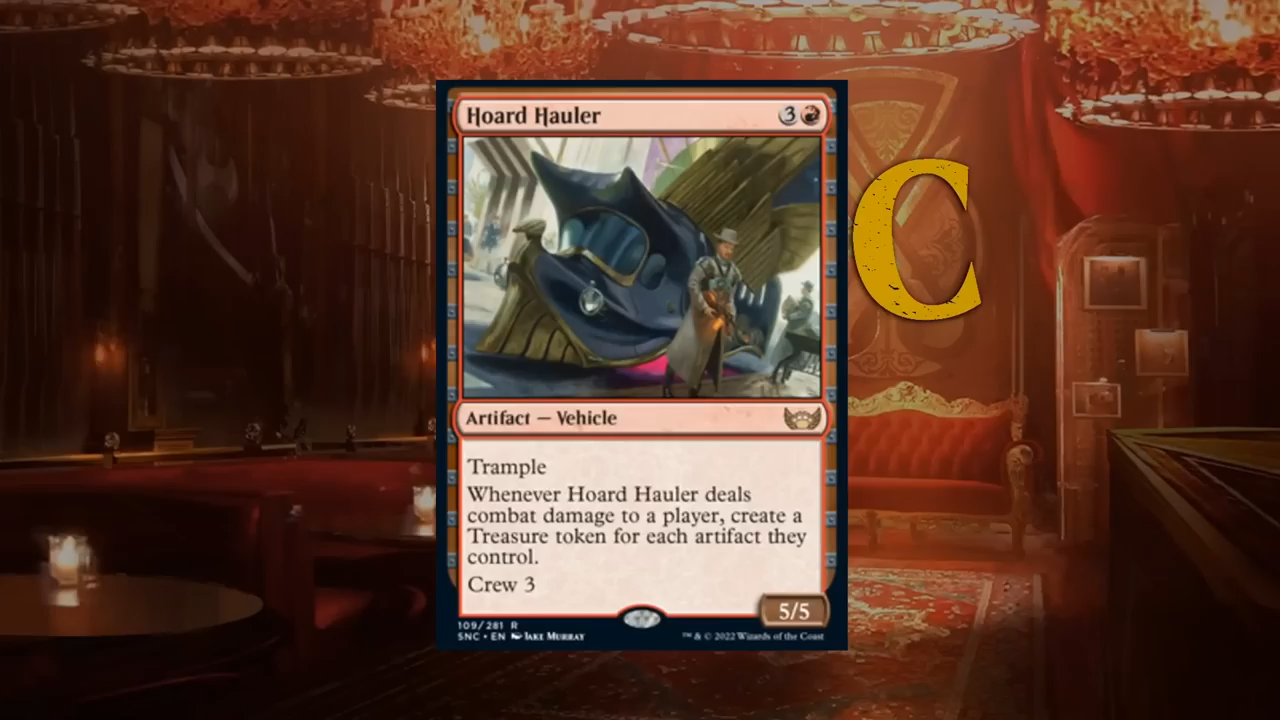 Hoard Hauler 3
C
Artifact — Vehicle
Trample
Whenever Hoard Hauler deals
combat damage to a player, create a
Treasure token for each artifact they
control.
Crew 3
5/5
109/281 R
SNC • EN Jake Murray
™ & © 2022 Wizards of the Coast